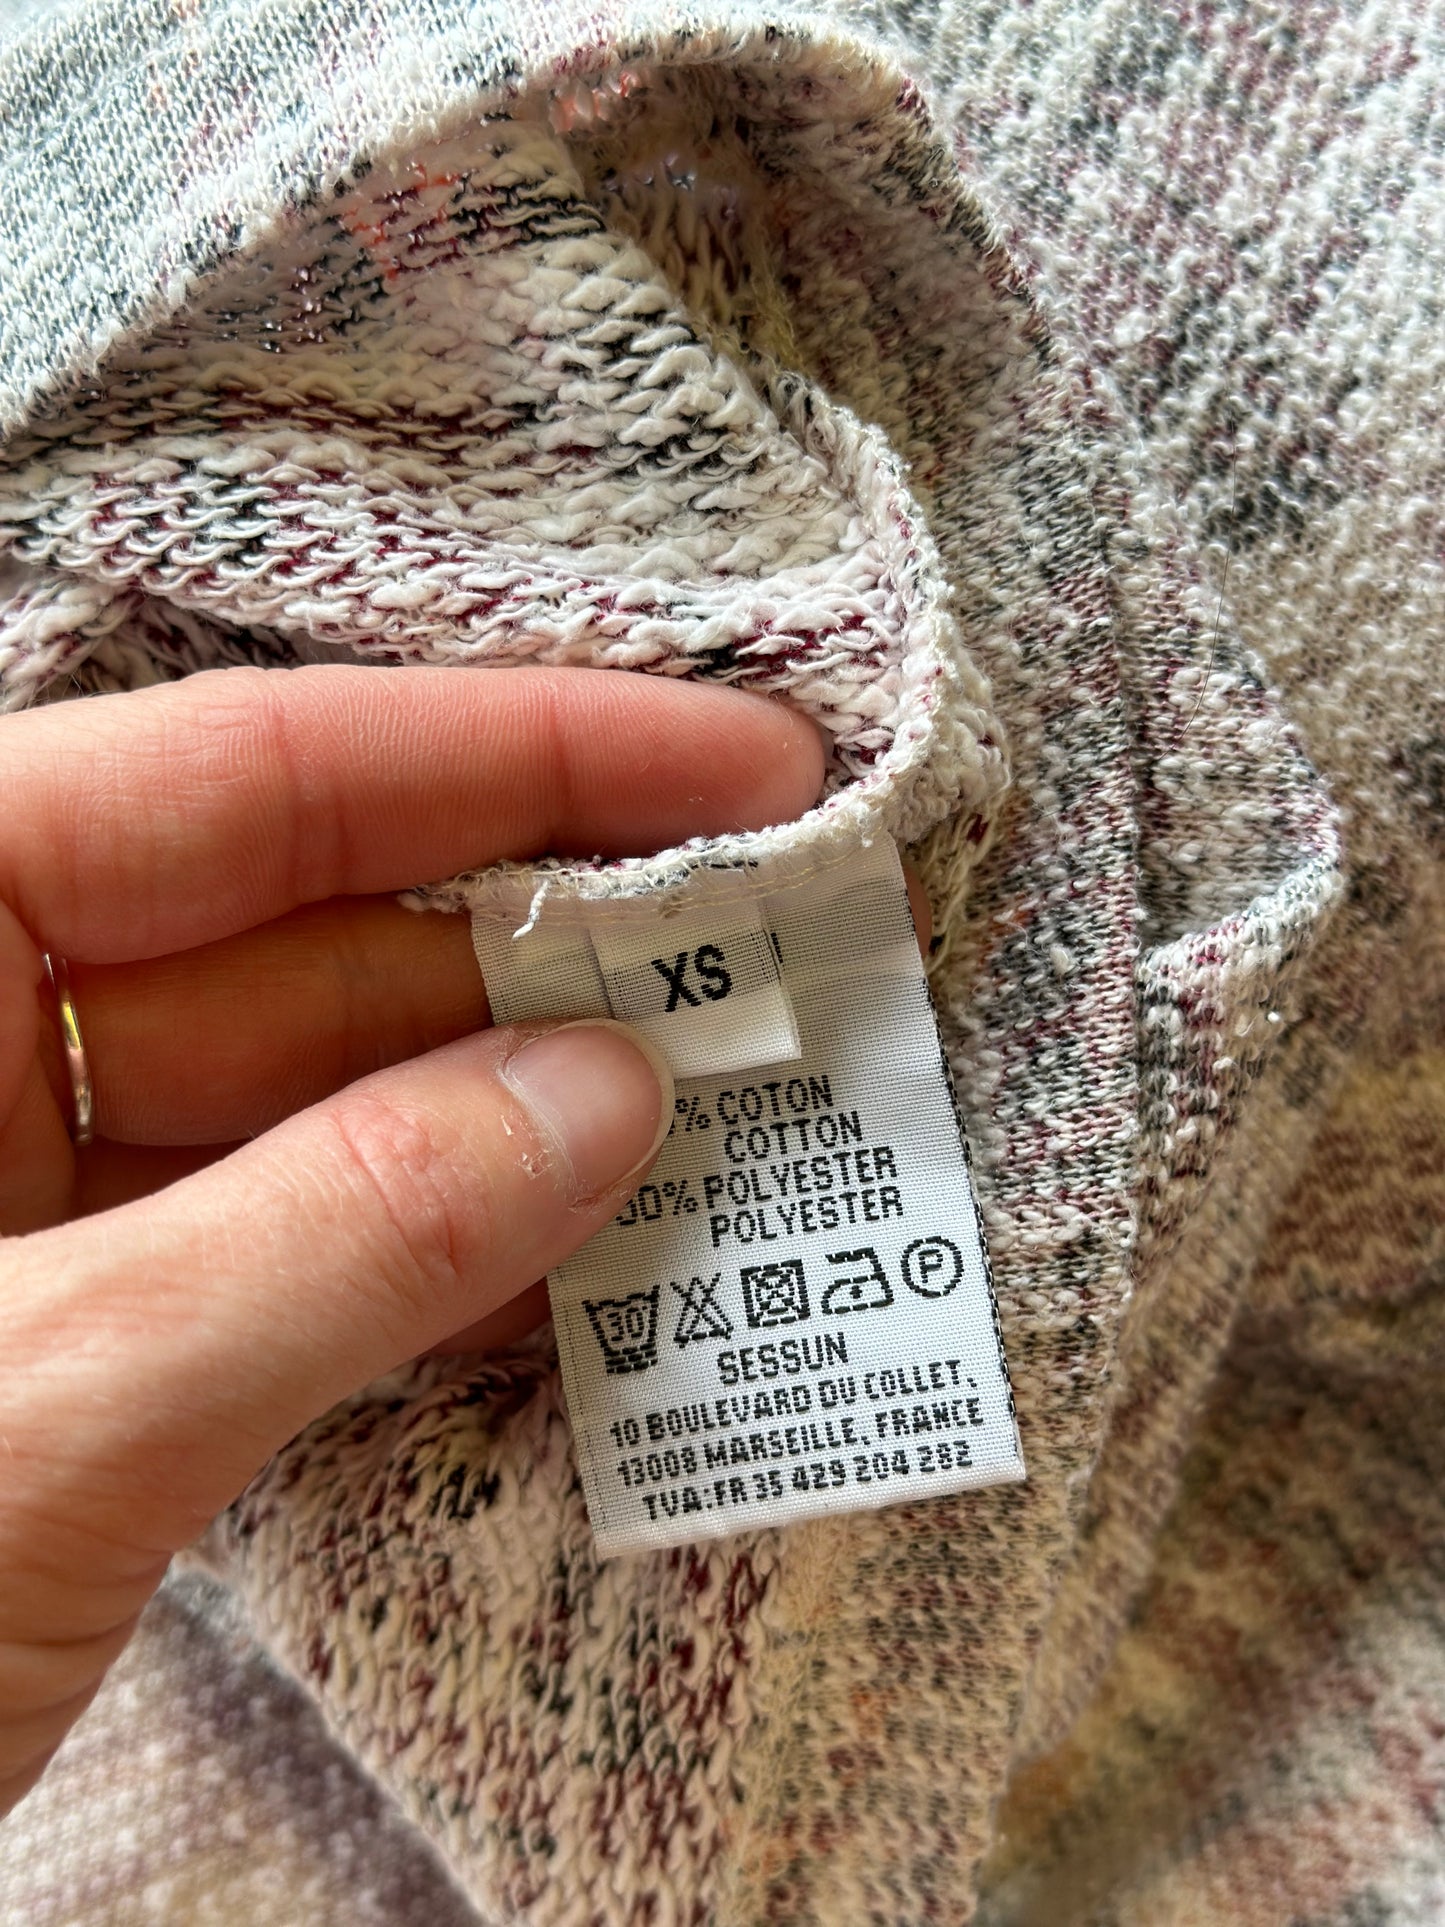 XS
% COTON
COTTON
0% POLYESTER
POLYESTER
30
P
SESSUN
10 BOULEVARD DU COLLET,
13008 MARSEILLE, FRANCE
TVA:FR 35 429 204 282